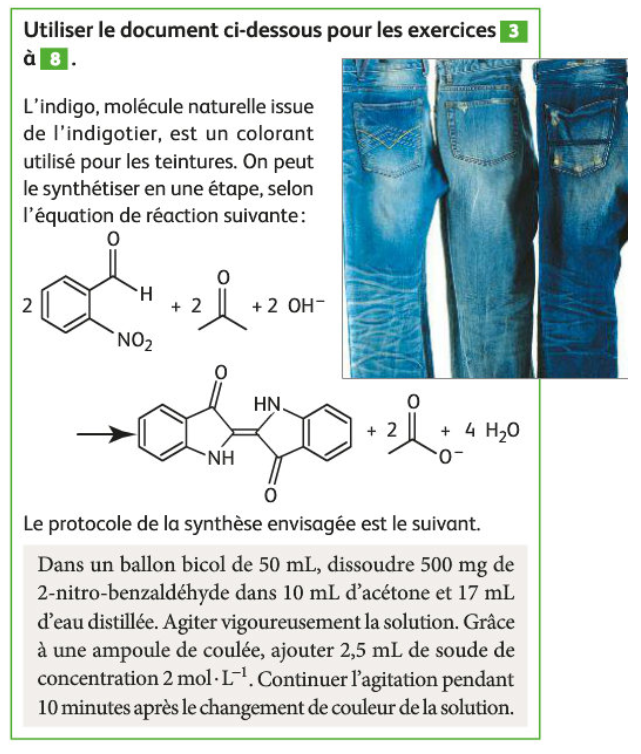 Utiliser le document ci-dessous pour les exercices 3
à 8.
L'indigo, molécule naturelle issue
de l'indigotier, est un colorant
utilisé pour les teintures. On peut
le synthétiser en une étape, selon
l'équation de réaction suivante :
O
2 H + 2 O + 2 OH⁻
NO₂
O
HN O
+ 2 + 4 H₂O
NH O⁻
O
Le protocole de la synthèse envisagée est le suivant.
Dans un ballon bicol de 50 mL, dissoudre 500 mg de
2-nitro-benzaldéhyde dans 10 mL d'acétone et 17 mL
d'eau distillée. Agiter vigoureusement la solution. Grâce
à une ampoule de coulée, ajouter 2,5 mL de soude de
concentration 2 mol·L⁻¹. Continuer l'agitation pendant
10 minutes après le changement de couleur de la solution.